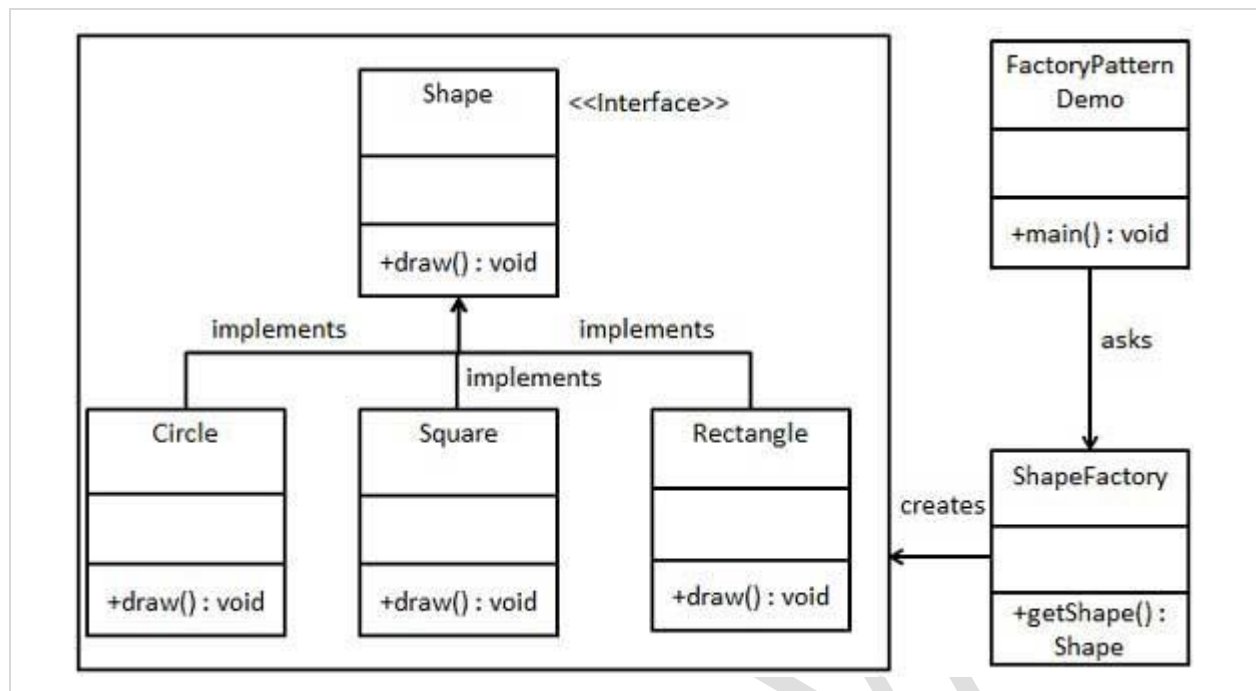 Shape
<<Interface>>
+draw() : void
implements
implements
implements
Circle
+draw() : void
Square
+draw() : void
Rectangle
+draw() : void
FactoryPattern
Demo
+main() : void
asks
ShapeFactory
+getShape() :
Shape
creates